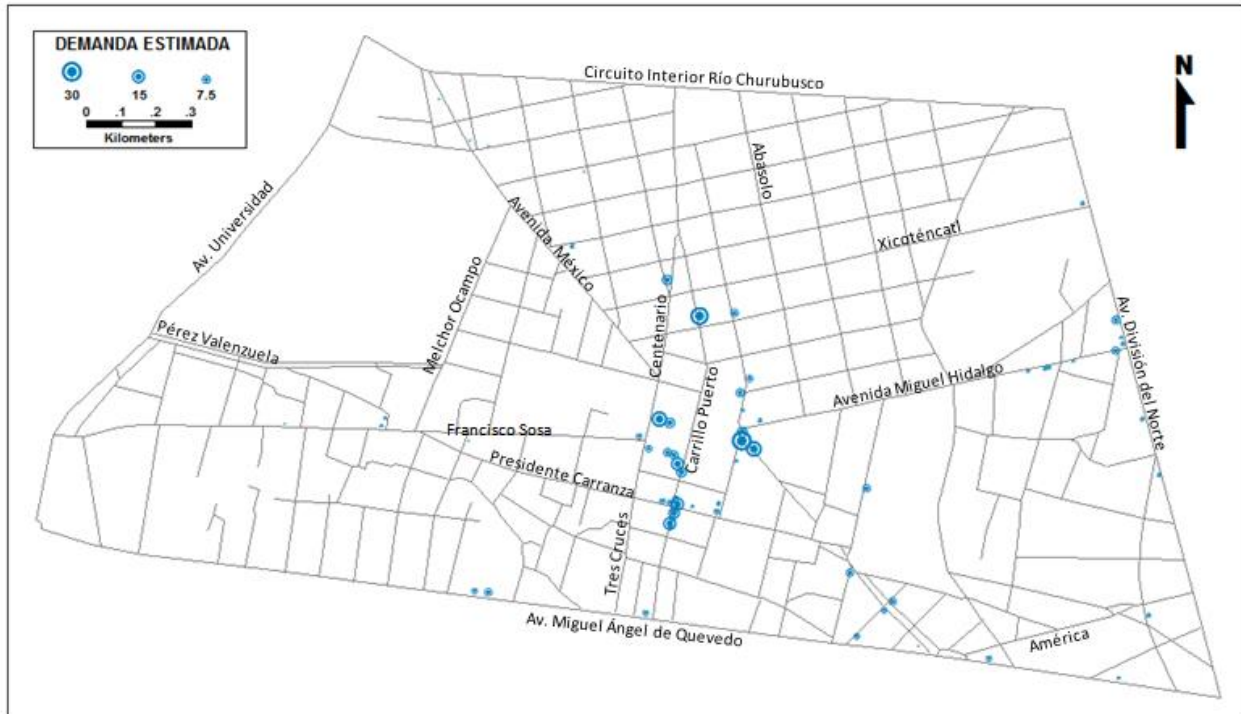 DEMANDA ESTIMADA
30 15 7.5
0 .1 .2 .3
Kilometers
N
Circuito Interior Río Churubusco
Abasolo
Av. Universidad
Avenida México
Xicoténcatl
Melchor Ocampo
Centenario
Av. División del Norte
Pérez Valenzuela
Carrillo Puerto
Avenida Miguel Hidalgo
Francisco Sosa
Presidente Carranza
Tres Cruces
Av. Miguel Ángel de Quevedo
América